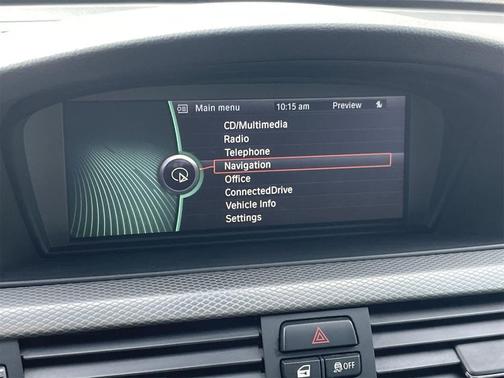 Main menu 10:15 am Preview
CD/Multimedia
Radio
Telephone
Navigation
Office
ConnectedDrive
Vehicle Info
Settings
OFF